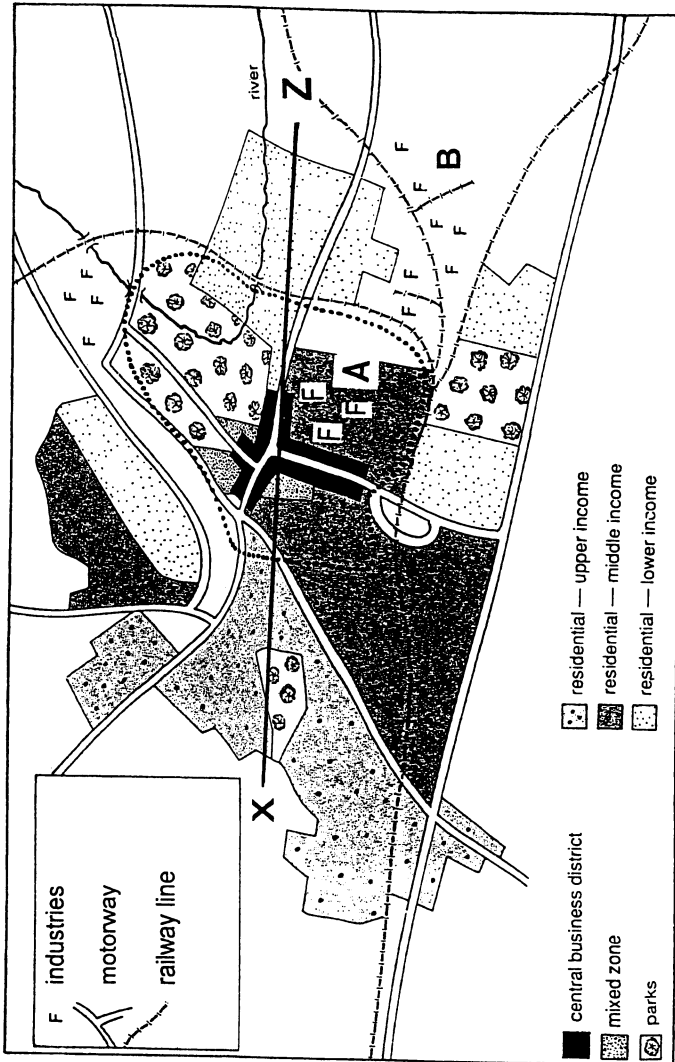 F industries
motorway
railway line
X
Z
river
F
F
F
F
F
A
F
F
F
B
F
F
F
F
F
F
F
central business district
mixed zone
parks
residential — upper income
residential — middle income
residential — lower income